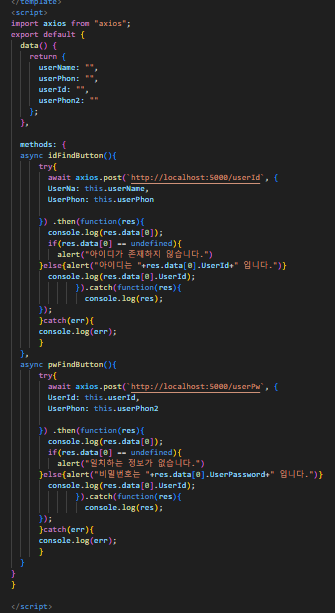 </template>
<script>
import axios from "axios";
export default {
data() {
return {
userName: "",
userPhon: "",
userId: "",
userPhon2: ""
};
},
methods: {
async idFindButton(){
try{
await axios.post(`http://localhost:5000/userId`, {
UserNa: this.userName,
UserPhon: this.userPhon
}) .then(function(res){
console.log(res.data[0]);
if(res.data[0] == undefined){
alert("아이디가 존재하지 않습니다.")
}else{alert("아이디는 "+res.data[0].UserId+" 입니다.")}
console.log(res.data[0].UserId);
}).catch(function(res){
console.log(res);
});
}catch(err){
console.log(err);
}
},
async pwFindButton(){
try{
await axios.post(`http://localhost:5000/userPw`, {
UserId: this.userId,
UserPhon: this.userPhon2
}) .then(function(res){
console.log(res.data[0]);
if(res.data[0] == undefined){
alert("일치하는 정보가 없습니다.")
}else{alert("비밀번호는 "+res.data[0].UserPassword+" 입니다.")}
console.log(res.data[0].UserId);
}).catch(function(res){
console.log(res);
});
}catch(err){
console.log(err);
}
}
}
}
</script>